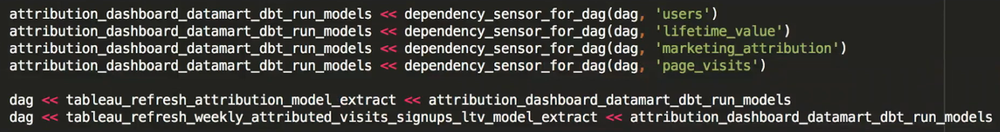 attribution_dashboard_datamart_dbt_run_models << dependency_sensor_for_dag(dag, 'users')
attribution_dashboard_datamart_dbt_run_models << dependency_sensor_for_dag(dag, 'lifetime_value')
attribution_dashboard_datamart_dbt_run_models << dependency_sensor_for_dag(dag, 'marketing_attribution')
attribution_dashboard_datamart_dbt_run_models << dependency_sensor_for_dag(dag, 'page_visits')
dag << tableau_refresh_attribution_model_extract << attribution_dashboard_datamart_dbt_run_models
dag << tableau_refresh_weekly_attributed_visits_signups_ltv_model_extract << attribution_dashboard_datamart_dbt_run_models